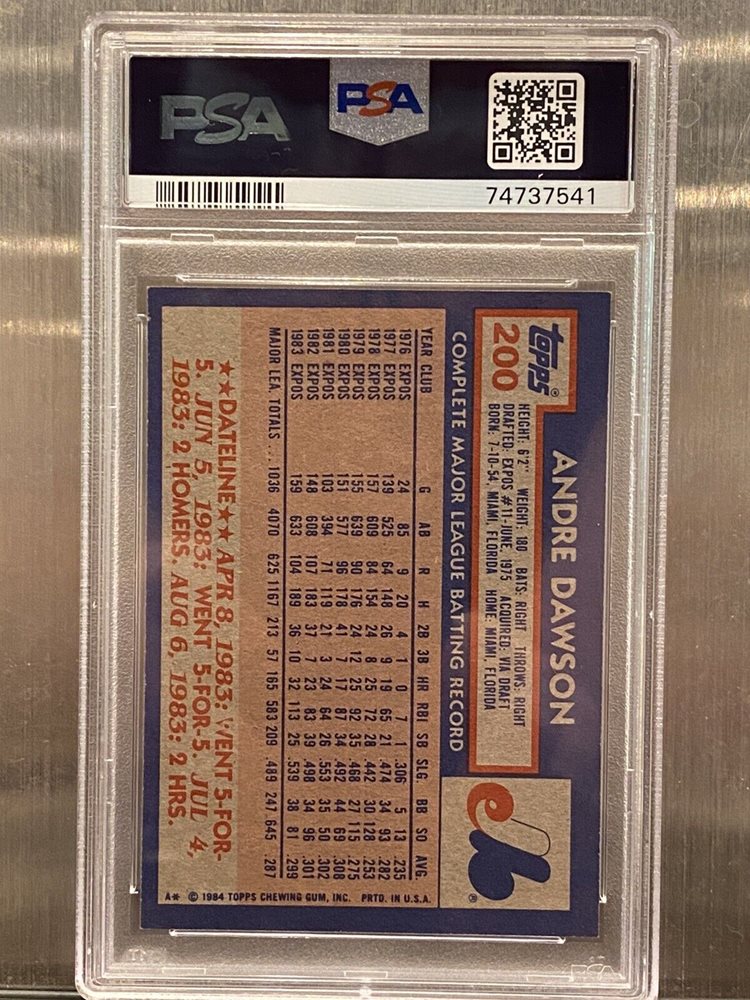 PSA
PSA
74737541
topps®
200
ANDRE DAWSON
HEIGHT: 6'2" WEIGHT: 180 BATS: RIGHT THROWS: RIGHT
DRAFTED: EXPOS #11-JUNE, 1975 ACQUIRED: VIA DRAFT
BORN: 7-10-54, MIAMI, FLORIDA HOME: MIAMI, FLORIDA
COMPLETE MAJOR LEAGUE BATTING RECORD
YEAR CLUB G AB R H 2B 3B HR RBI SB SLG. BB SO AVG.
1976 EXPOS 24 85 9 20 4 1 0 7 1 .306 5 13 .235
1977 EXPOS 139 525 64 148 26 9 19 65 21 .474 34 93 .282
1978 EXPOS 157 609 84 154 24 8 25 72 28 .442 30 128 .253
1979 EXPOS 155 639 90 176 24 12 25 92 35 .468 27 115 .275
1980 EXPOS 151 577 96 178 41 7 17 87 34 .492 44 69 .308
1981 EXPOS 103 394 71 119 21 3 24 64 26 .553 35 50 .302
1982 EXPOS 148 608 107 183 37 7 23 83 39 .498 34 96 .301
1983 EXPOS 159 633 104 189 36 10 32 113 25 .539 38 81 .299
MAJOR LEA. TOTALS ... 1036 4070 625 1167 213 57 165 583 209 .489 247 645 .287
★★DATELINE★★ APR 8, 1983: WENT 5-FOR-
5. JUN 5, 1983: WENT 5-FOR-5. JUL 4,
1983: 2 HOMERS. AUG 6, 1983: 2 HRS.
A* © 1984 TOPPS CHEWING GUM, INC. PRTD. IN U.S.A.